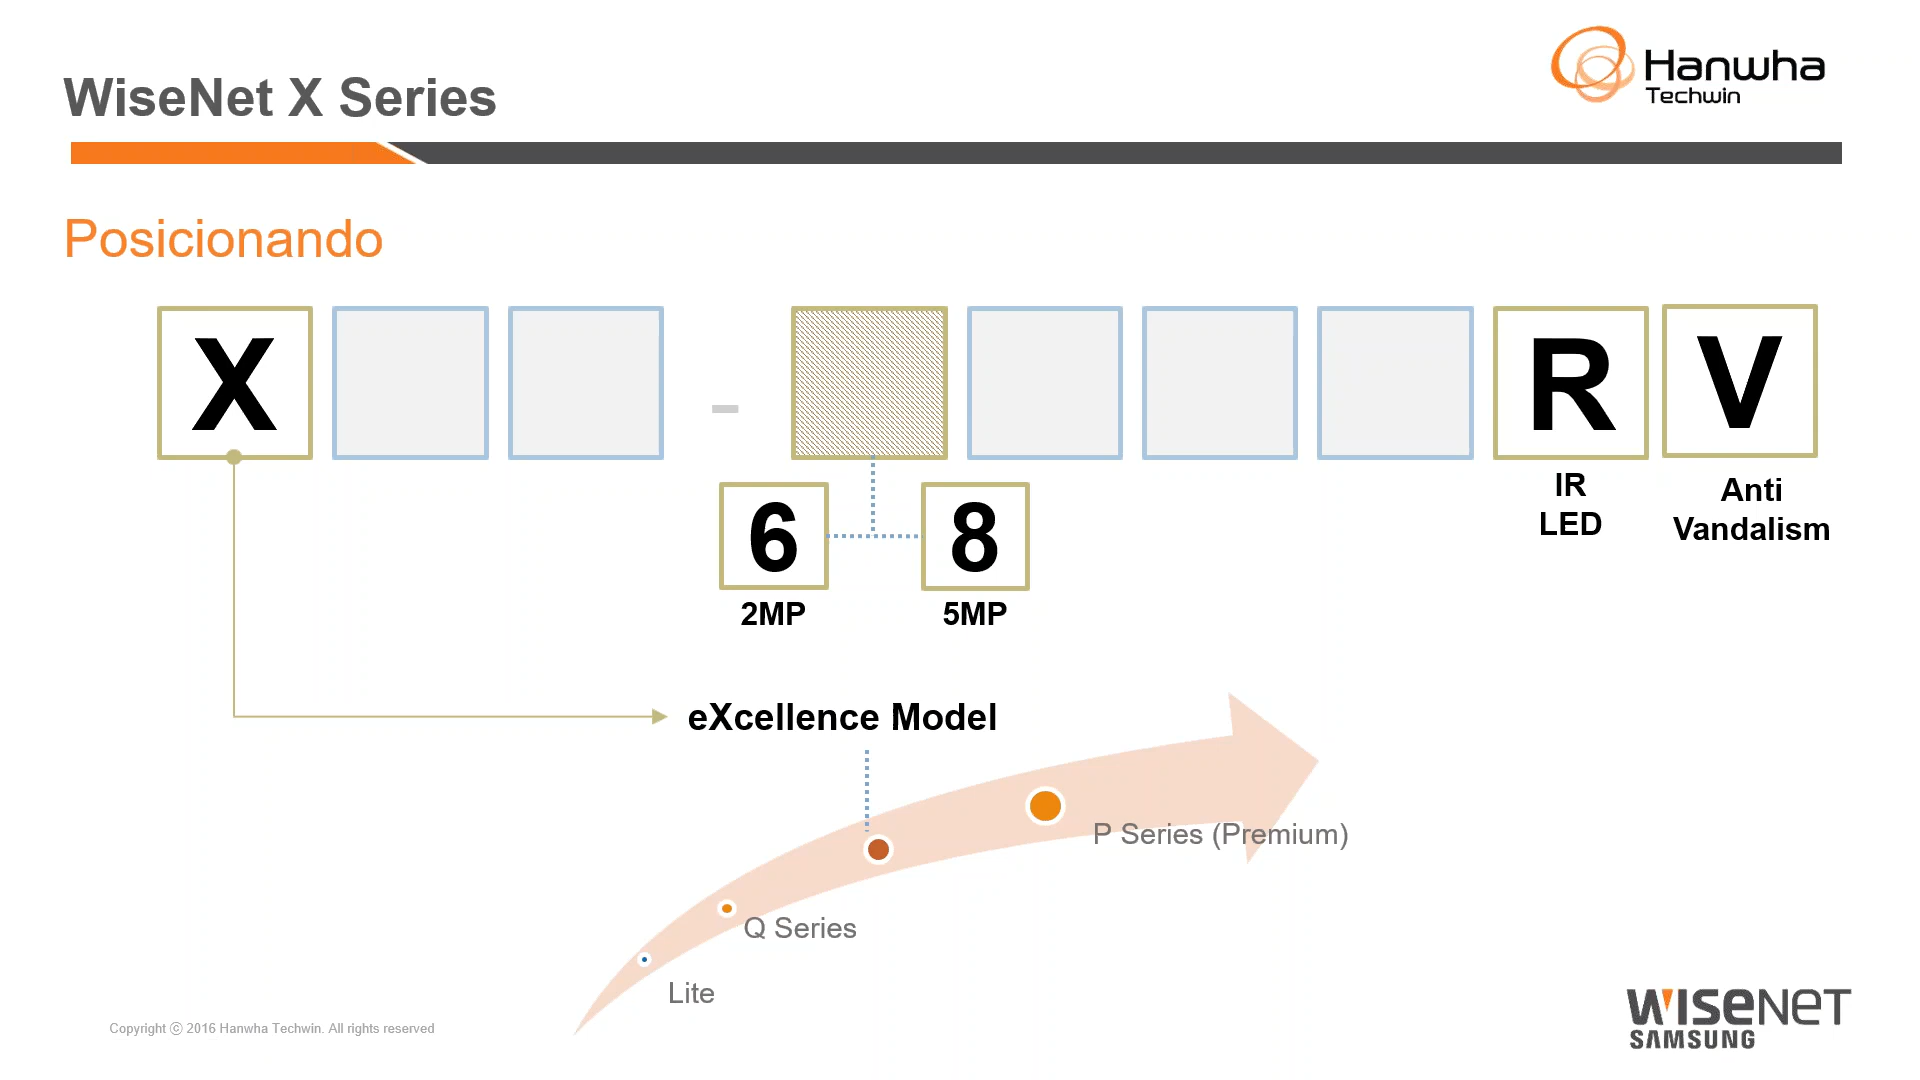 WiseNet X Series
Hanwha
Techwin
Posicionando
X - R V
IR
LED
Anti
Vandalism
6 8
2MP 5MP
eXcellence Model
P Series (Premium)
Q Series
Lite
Copyright ⓒ 2016 Hanwha Techwin. All rights reserved
WISENET
SAMSUNG